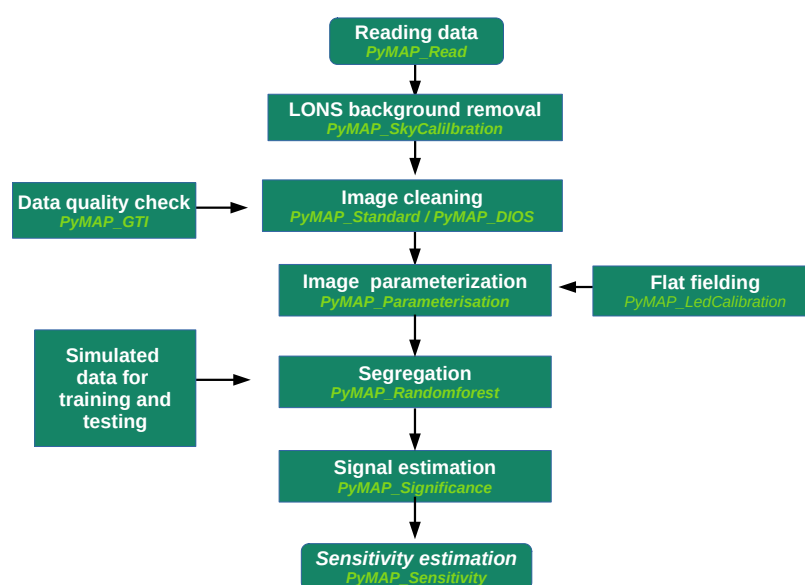 Reading data
PyMAP_Read
LONS background removal
PyMAP_SkyCalilbration
Data quality check
PyMAP_GTI
Image cleaning
PyMAP_Standard / PyMAP_DIOS
Image parameterization
PyMAP_Parameterisation
Flat fielding
PyMAP_LedCalibration
Simulated
data for
training and
testing
Segregation
PyMAP_Randomforest
Signal estimation
PyMAP_Significance
Sensitivity estimation
PyMAP_Sensitivity